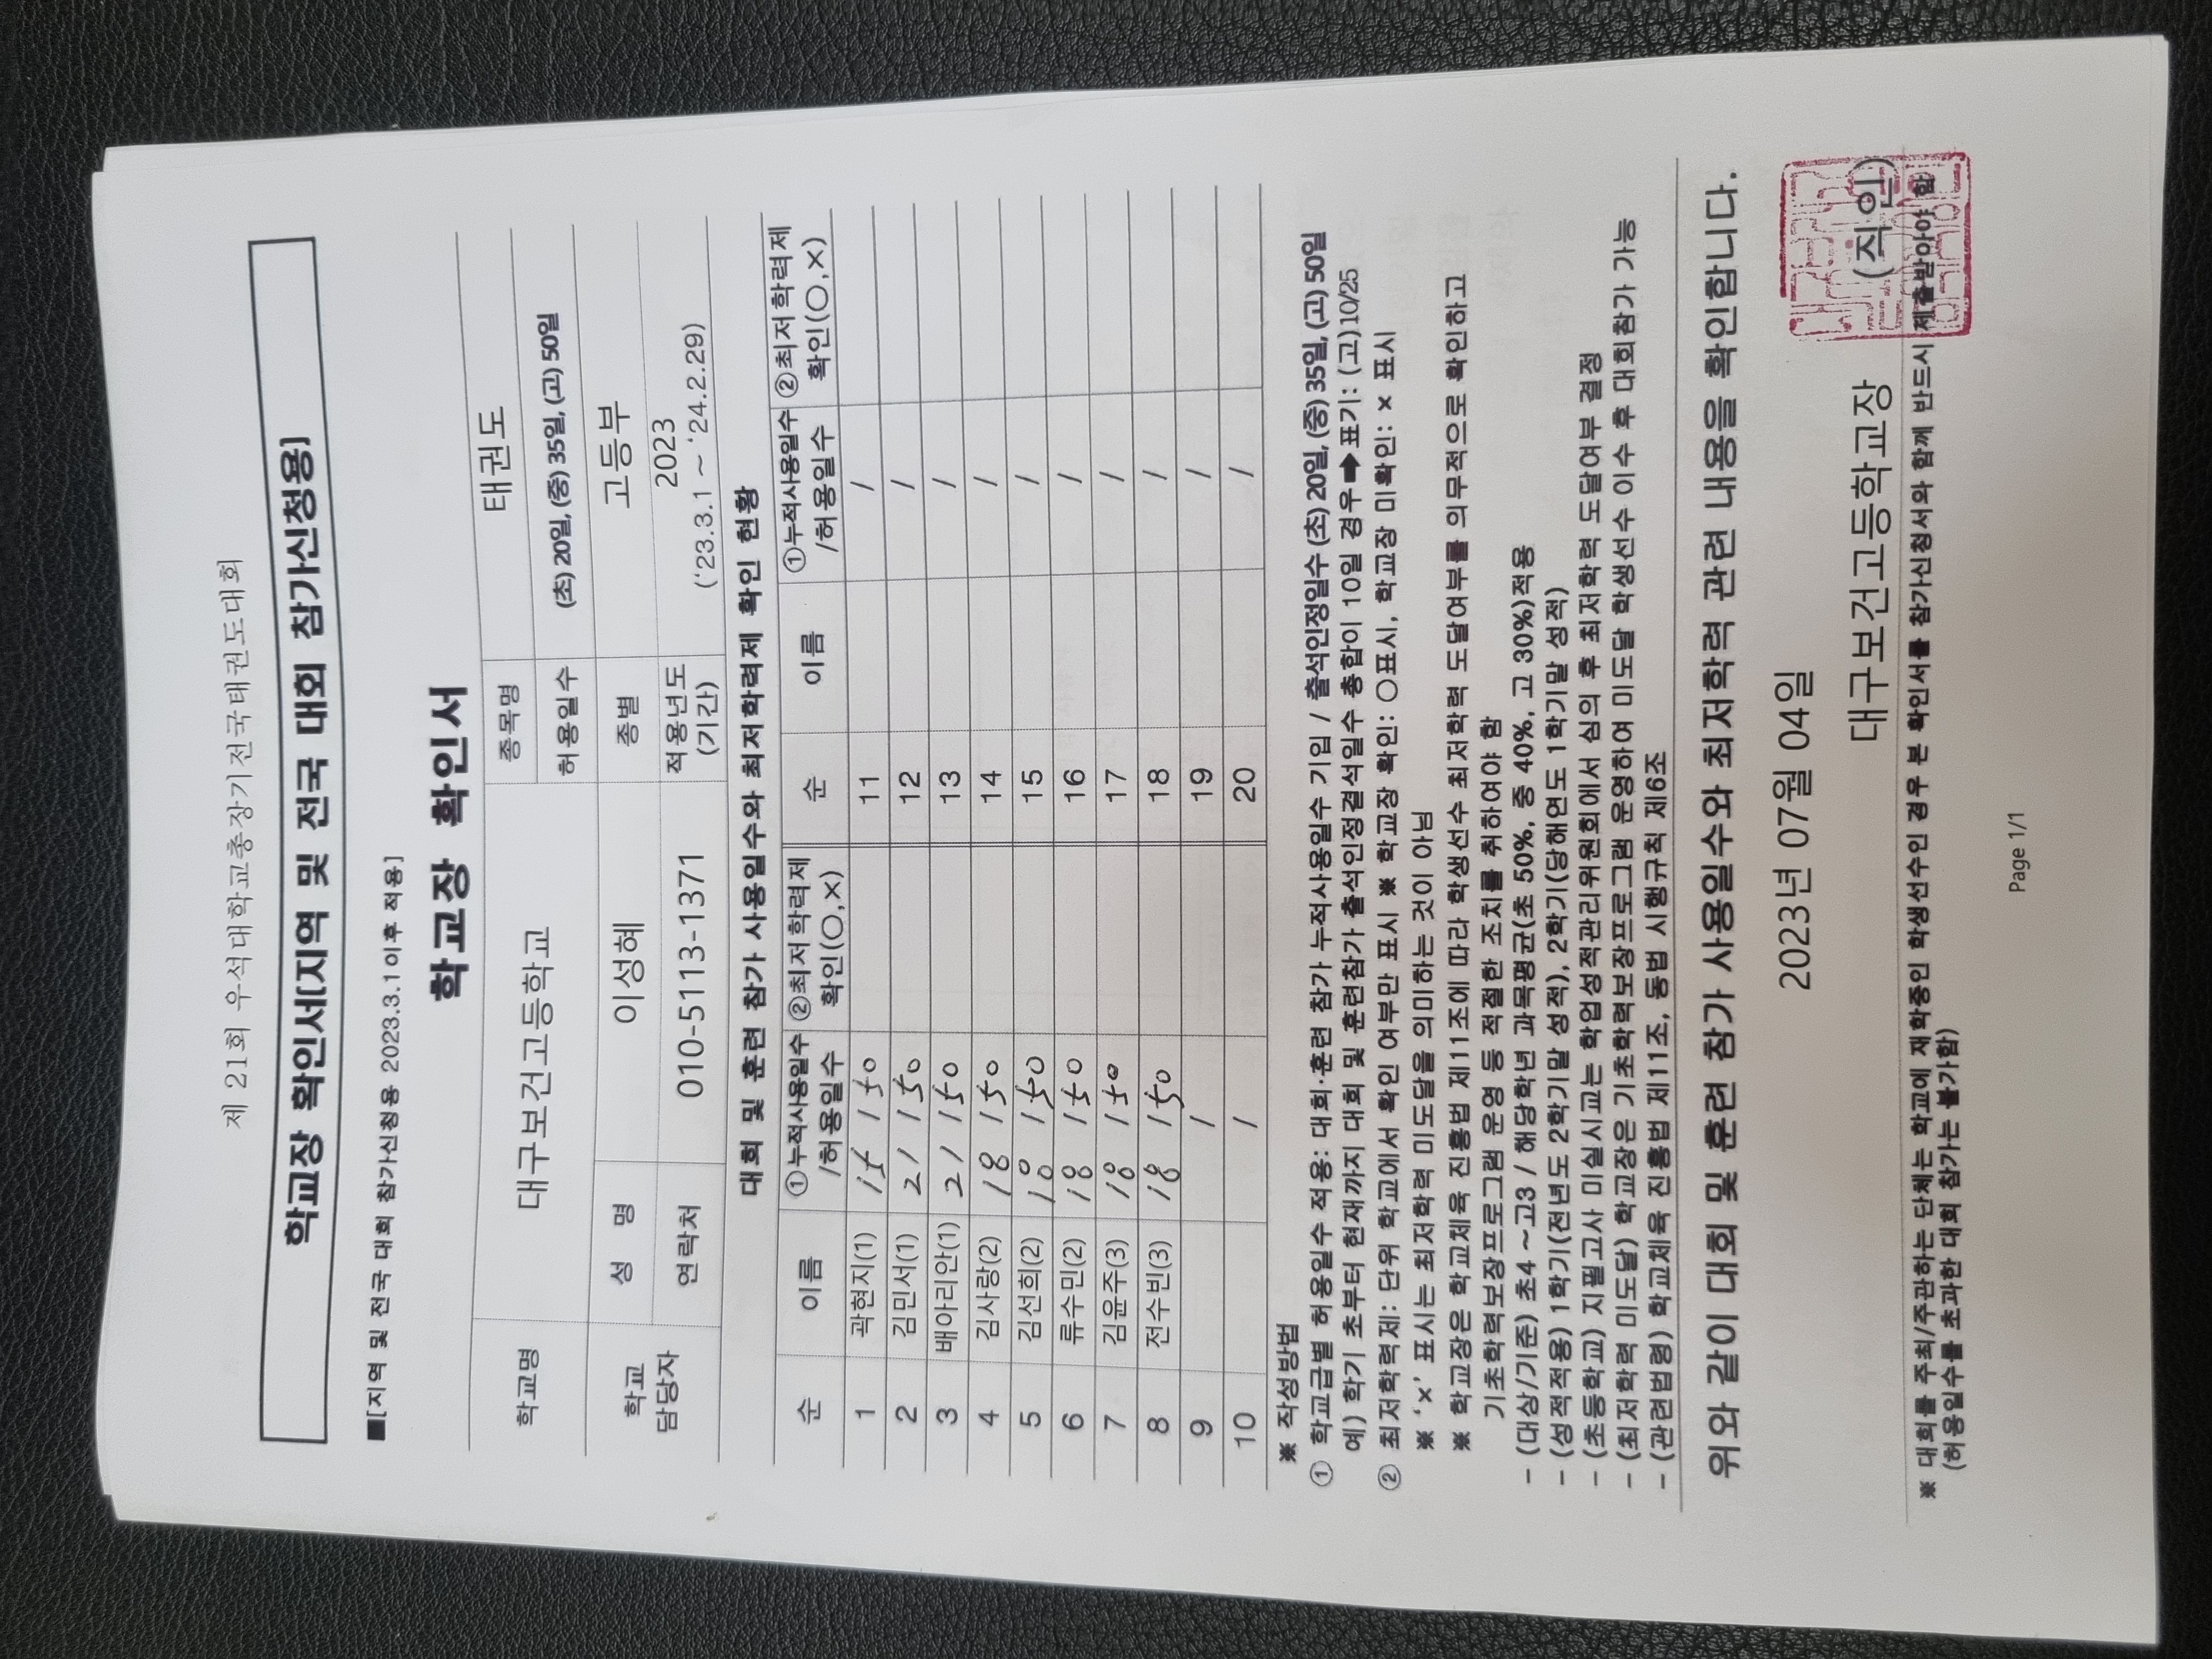 제 21회 우석대학교총장기전국태권도대회
학교장 확인서[지역 및 전국 대회 참가신청용]
■[지역 및 전국 대회 참가신청용 2023.3.1이후 적용]
학교장 확인서
학교명 대구보건고등학교 종목명 태권도
허용일수 (초) 20일, (중) 35일, (고) 50일
학교 담당자 성 명 이성혜 종별 고등부
연락처 010-5113-1371 적용년도 (기간) 2023 ('23.3.1 ~ '24.2.29)
대회 및 훈련 참가 사용일수와 최저학력제 확인 현황
순 이름 ①누적사용일수 /허용일수 ②최저학력제 확인(○,×) 순 이름 ①누적사용일수 /허용일수 ②최저학력제 확인(○,×)
1 곽현지(1) 15 / 50 11 /
2 김민서(1) 21 / 50 12 /
3 배아리안(1) 21 / 50 13 /
4 김사랑(2) 18 / 50 14 /
5 김선희(2) 18 / 50 15 /
6 류수민(2) 18 / 50 16 /
7 김윤주(3) 18 / 50 17 /
8 전수빈(3) 18 / 50 18 /
9 / 19 /
10 / 20 /
※ 작성방법
① 학교급별 허용일수 적용: 대회·훈련 참가 누적사용일수 기입 / 출석인정일수 (초) 20일, (중) 35일, (고) 50일
예) 학기 초부터 현재까지 대회 및 훈련참가 출석인정결석일수 총합이 10일 경우➡표기: (고) 10/25
② 최저학력제: 단위 학교에서 확인 여부만 표시 ※ 학교장 확인: ○표시, 학교장 미확인: × 표시
※ '×' 표시는 최저학력 미도달을 의미하는 것이 아님
※ 학교장은 학교체육 진흥법 제11조에 따라 학생선수 최저학력 도달여부를 의무적으로 확인하고
기초학력보장프로그램 운영 등 적절한 조치를 취하여야 함
- (대상/기준) 초4 ~고3 / 해당학년 과목평균(초 50%, 중 40%, 고 30%)적용
- (성적적용) 1학기(전년도 2학기말 성적), 2학기(당해연도 1학기말 성적)
- (초등학교) 지필고사 미실시교는 학업성적관리위원회에서 심의 후 최저학력 도달여부 결정
- (최저학력 미도달) 학교장은 기초학력보장프로그램 운영하여 미도달 학생선수 이수 후 대회참가 가능
- (관련법령) 학교체육 진흥법 제11조, 동법 시행규칙 제6조
위와 같이 대회 및 훈련 참가 사용일수와 최저학력 관련 내용을 확인합니다.
2023년 07월 04일
대구보건고등학교장 (직인)
※ 대회를 주최/주관하는 단체는 학교에 재학중인 학생선수인 경우 본 확인서를 참가신청서와 함께 반드시 제출받아야 함
(허용일수를 초과한 대회 참가는 불가함)
Page 1/1